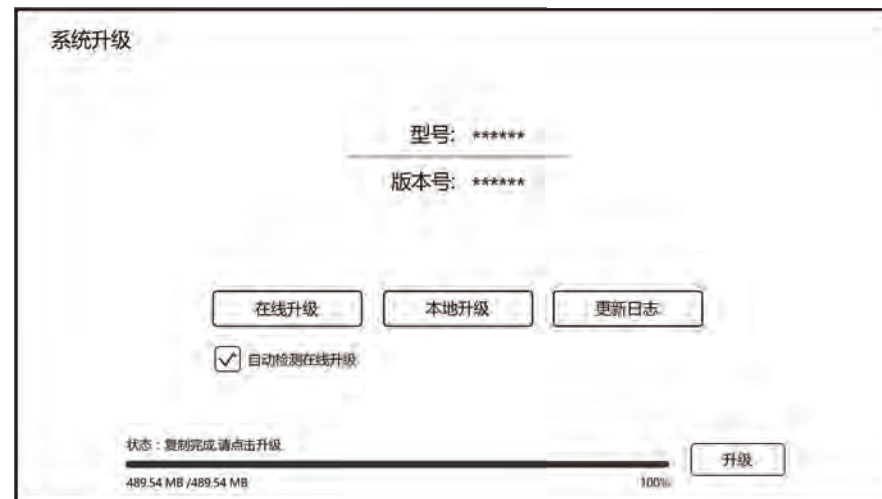 系统升级
型号: ******
版本号: ******
在线升级 本地升级 更新日志
自动检测在线升级
状态：复制完成,请点击升级
升级
489.54 MB /489.54 MB 100%